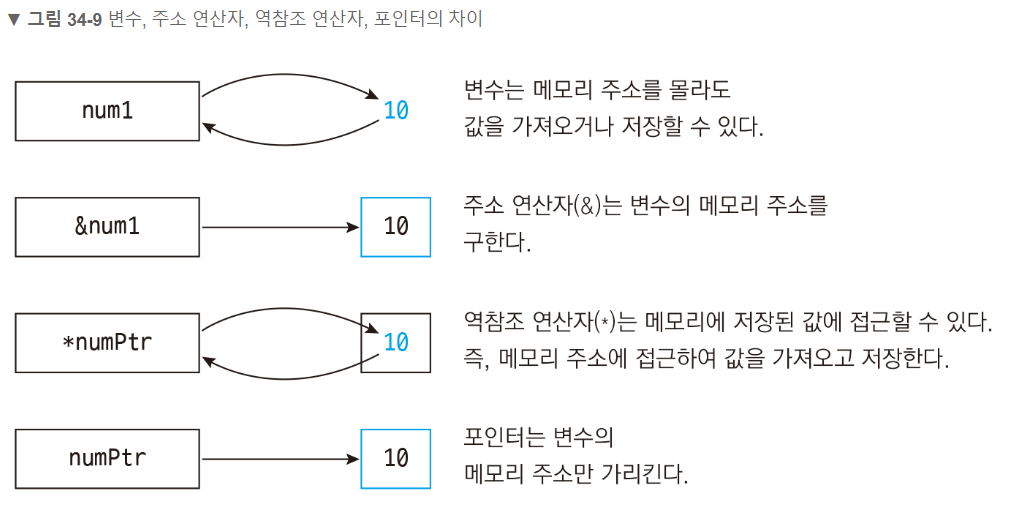 ▼ 그림 34-9 변수, 주소 연산자, 역참조 연산자, 포인터의 차이
num1
10
변수는 메모리 주소를 몰라도
값을 가져오거나 저장할 수 있다.
&num1
10
주소 연산자(&)는 변수의 메모리 주소를
구한다.
*numPtr
10
역참조 연산자(*)는 메모리에 저장된 값에 접근할 수 있다.
즉, 메모리 주소에 접근하여 값을 가져오고 저장한다.
numPtr
10
포인터는 변수의
메모리 주소만 가리킨다.